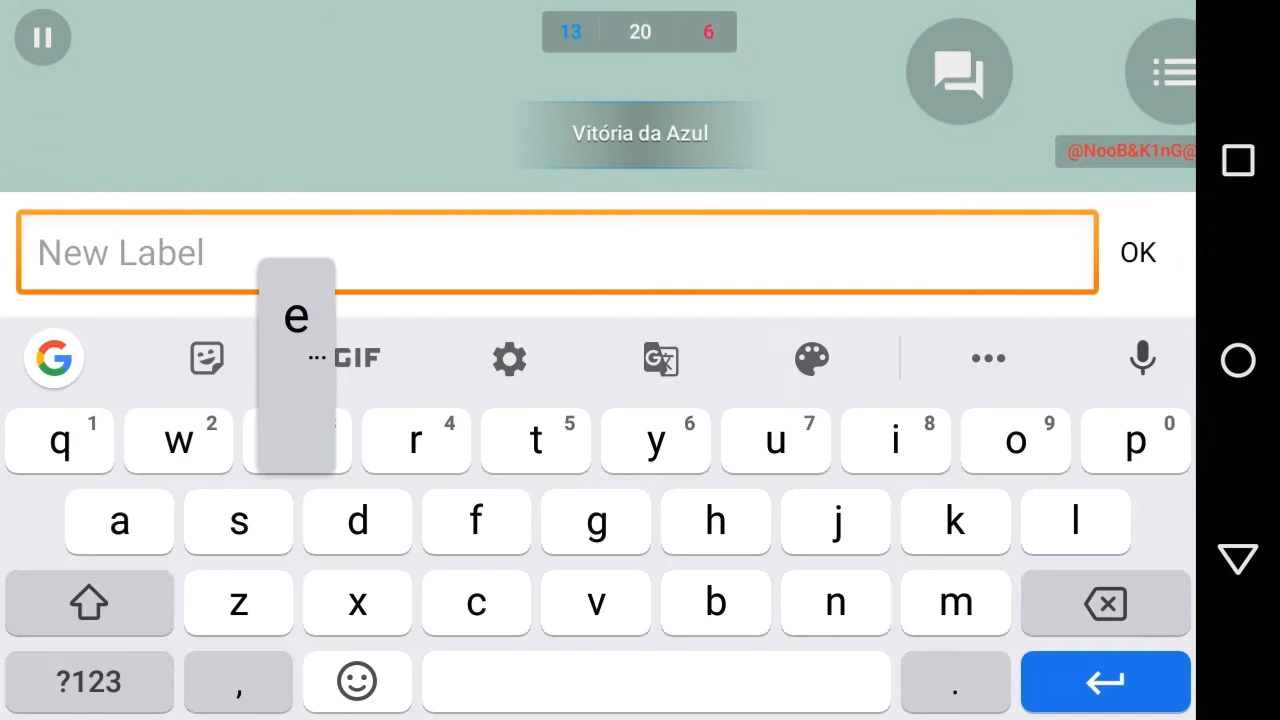 13 20 6
Vitória da Azul
@NooB&K1nG@
New Label
OK
e
... GIF
q 1 w 2 r 4 t 5 y 6 u 7 i 8 o 9 p 0
a s d f g h j k l
z x c v b n m
?123 , .